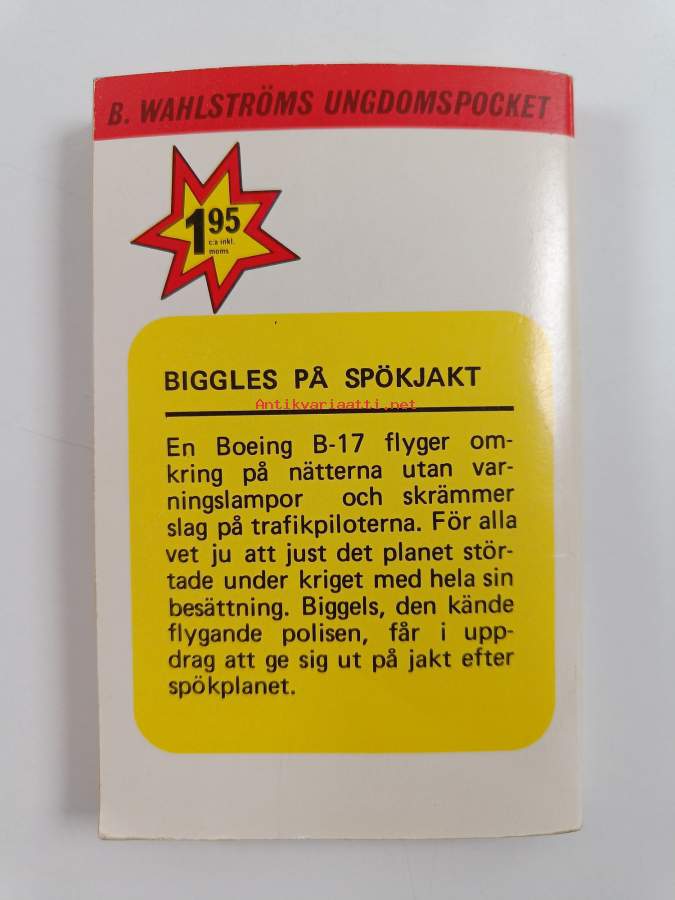 B. WAHLSTRÖMS UNGDOMSPOCKET
1 95
c:a inkl.
moms
BIGGLES PÅ SPÖKJAKT
Antikvariaatti.net
En Boeing B-17 flyger om-
kring på nätterna utan var-
ningslampor och skrämmer
slag på trafikpiloterna. För alla
vet ju att just det planet stör-
tade under kriget med hela sin
besättning. Biggels, den kände
flygande polisen, får i upp-
drag att ge sig ut på jakt efter
spökplanet.